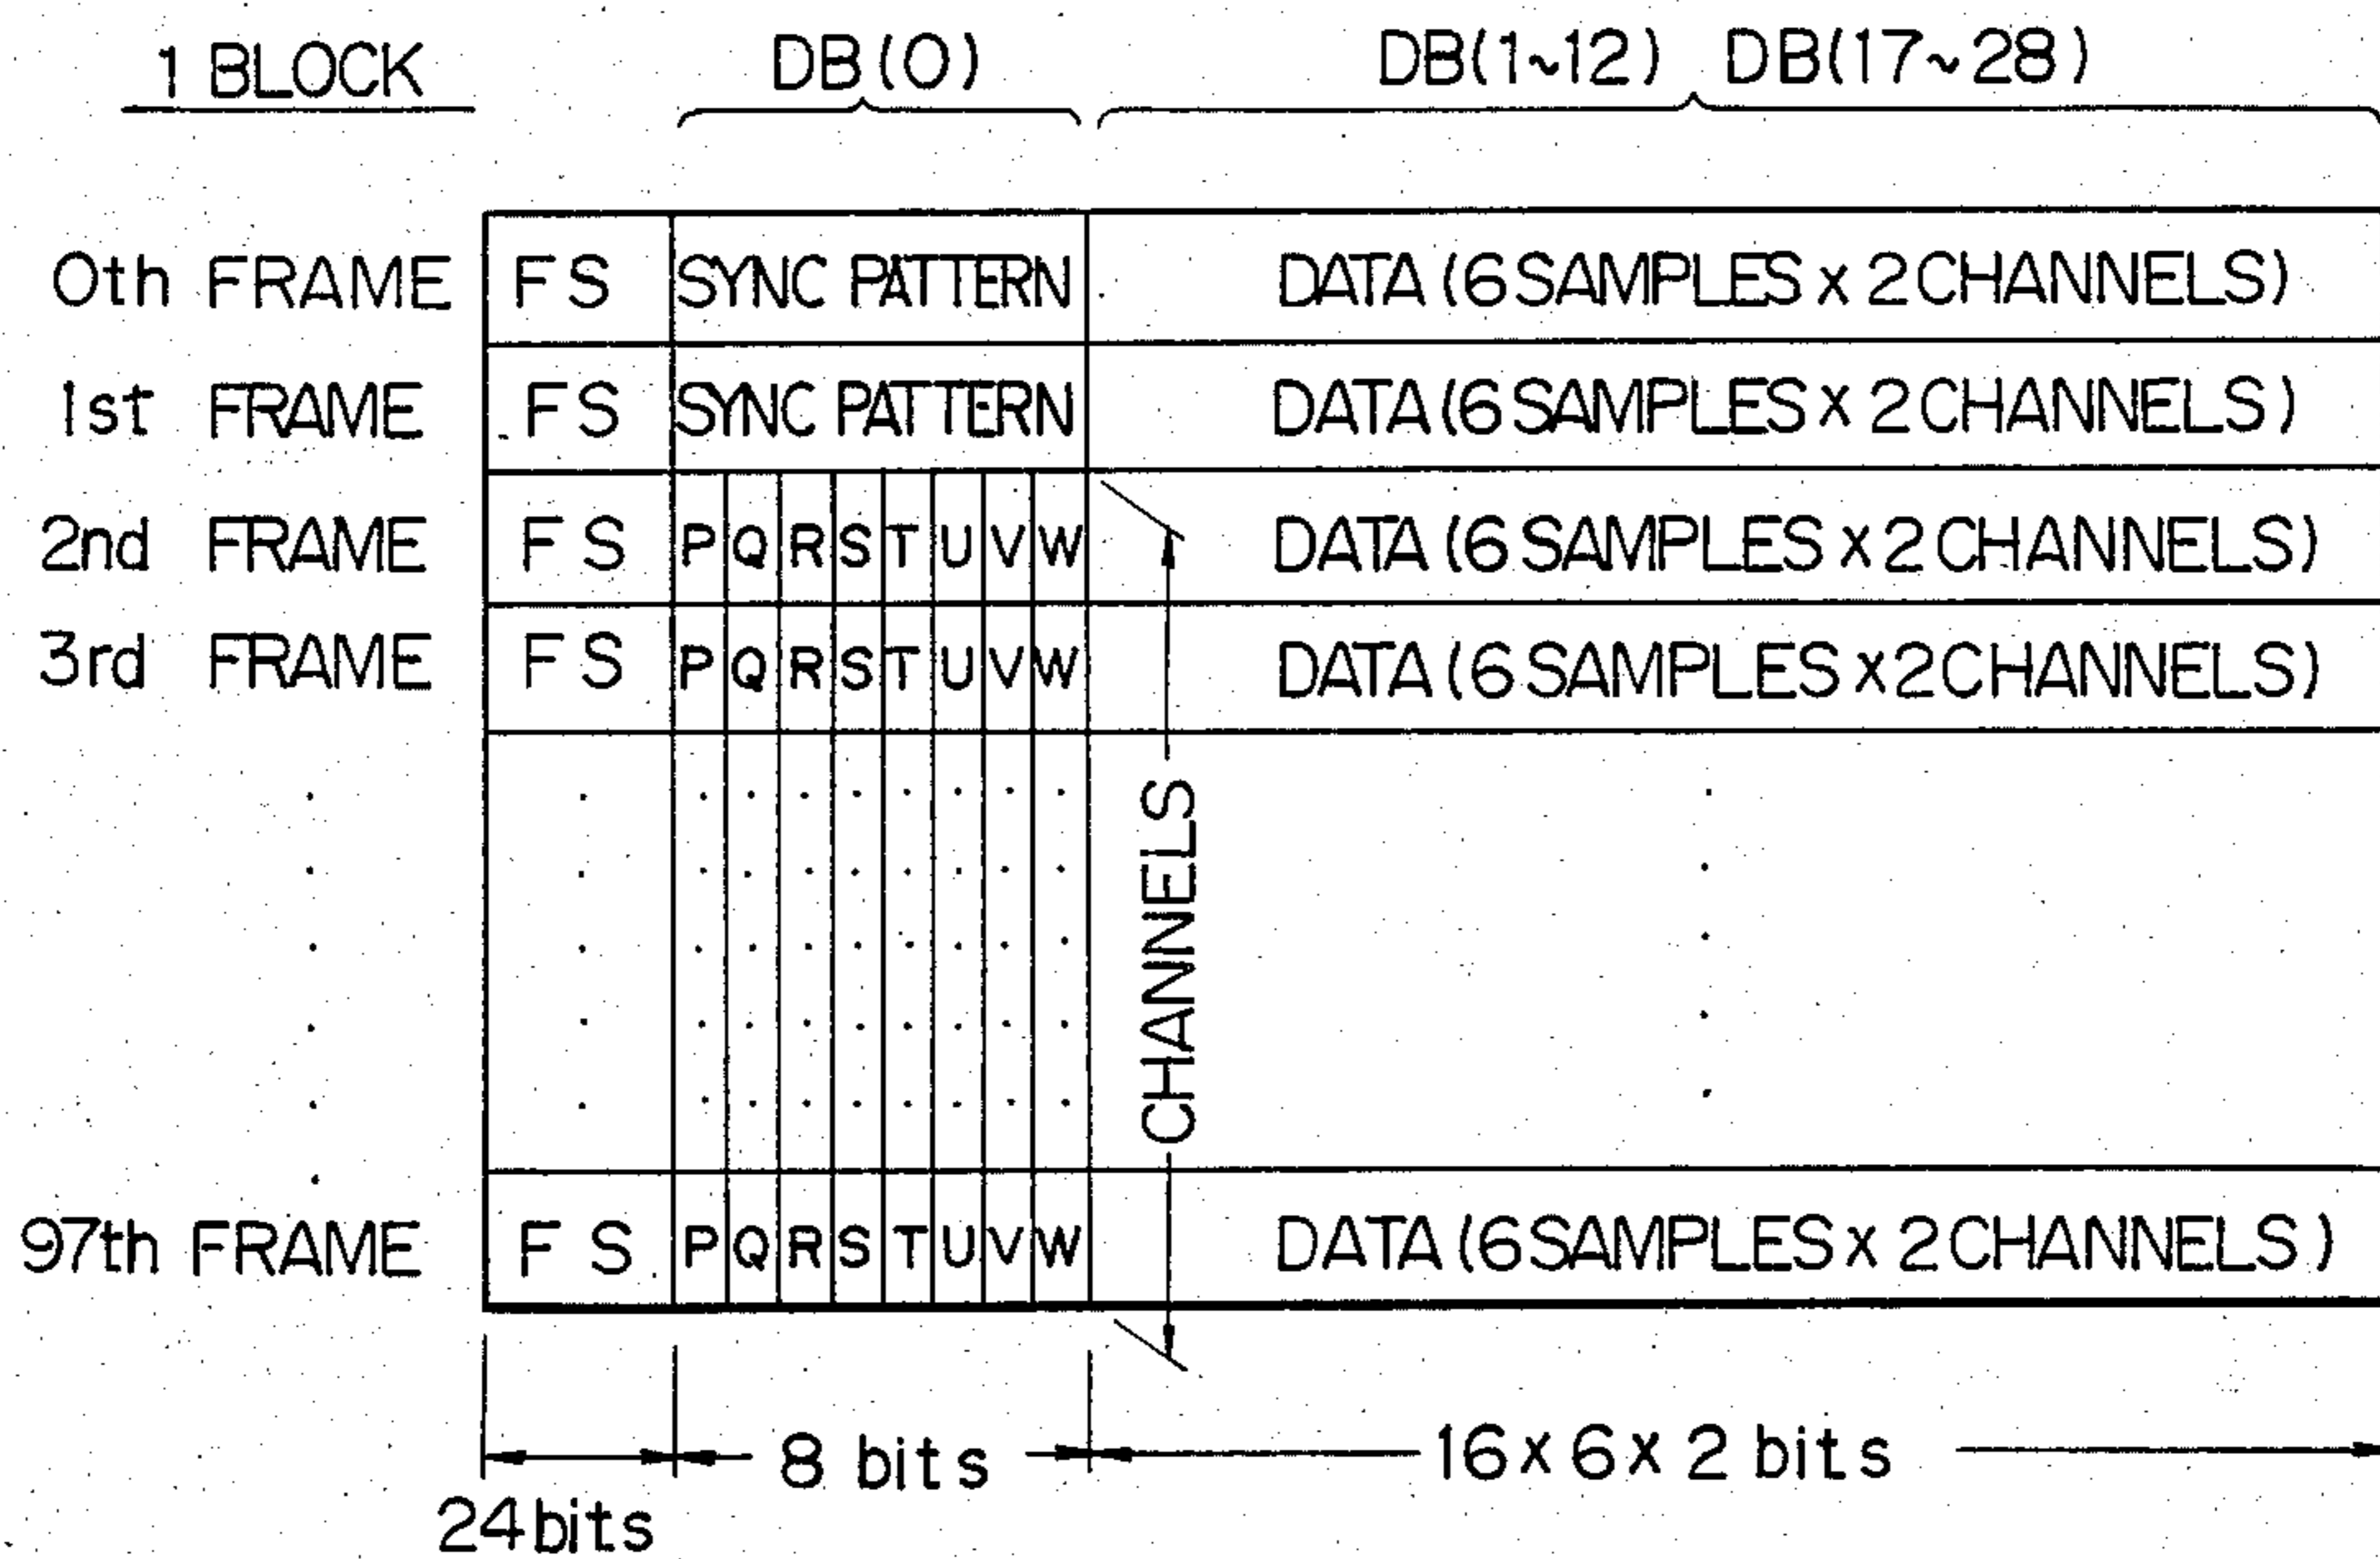 1 BLOCK DB(0) DB(1~12) DB(17~28)
0th FRAME FS SYNC PATTERN DATA (6 SAMPLES x 2 CHANNELS)
1st FRAME FS SYNC PATTERN DATA (6 SAMPLES x 2 CHANNELS)
2nd FRAME FS P Q R S T U V W DATA (6 SAMPLES x 2 CHANNELS)
3rd FRAME FS P Q R S T U V W DATA (6 SAMPLES x 2 CHANNELS)
CHANNELS
97th FRAME FS P Q R S T U V W DATA (6 SAMPLES x 2 CHANNELS)
8 bits 16 x 6 x 2 bits
24 bits